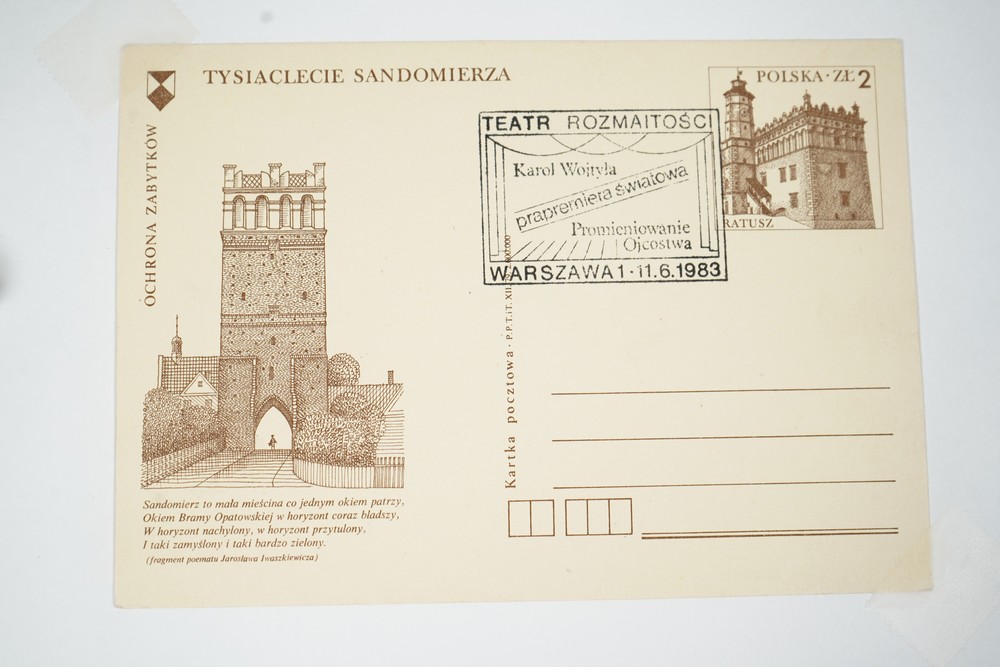 TYSIĄCLECIE SANDOMIERZA
OCHRONA ZABYTKÓW
POLSKA · ZŁ 2
RATUSZ
TEATR ROZMAITOŚCI
Karol Wojtyła
prapremiera światowa
Promieniowanie
Ojcostwa
WARSZAWA 1 - 11.6.1983
Kartka pocztowa · P.P.T.iT. XII
Sandomierz to mała mieścina co jednym okiem patrzy,
Okiem Bramy Opatowskiej w horyzont coraz bladszy,
W horyzont nachylony, w horyzont przytulony,
I taki zamyślony i taki bardzo zielony.
(fragment poematu Jarosława Iwaszkiewicza)